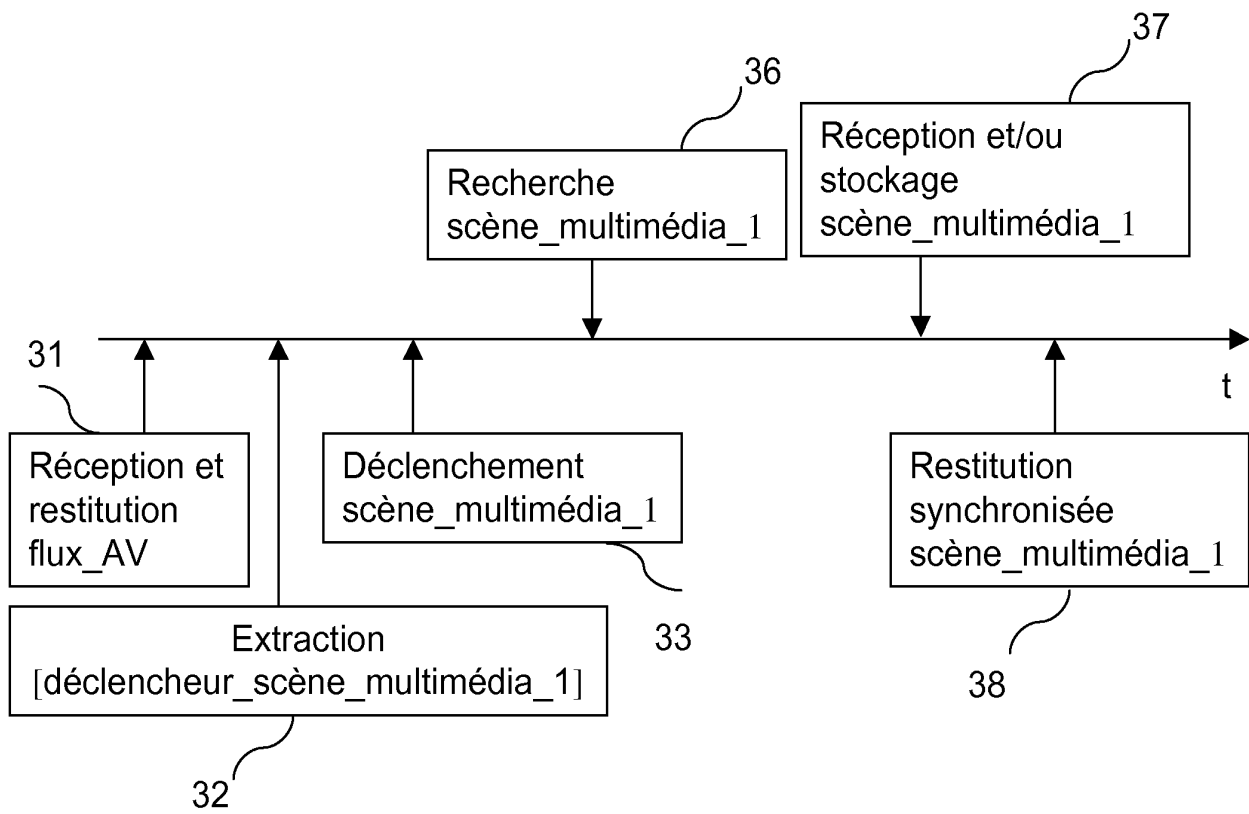 37
36
Réception et/ou
stockage
scène_multimédia_1
Recherche
scène_multimédia_1
31
t
Réception et
restitution
flux_AV
Déclenchement
scène_multimédia_1
Restitution
synchronisée
scène_multimédia_1
33
Extraction
[déclencheur_scène_multimédia_1]
38
32